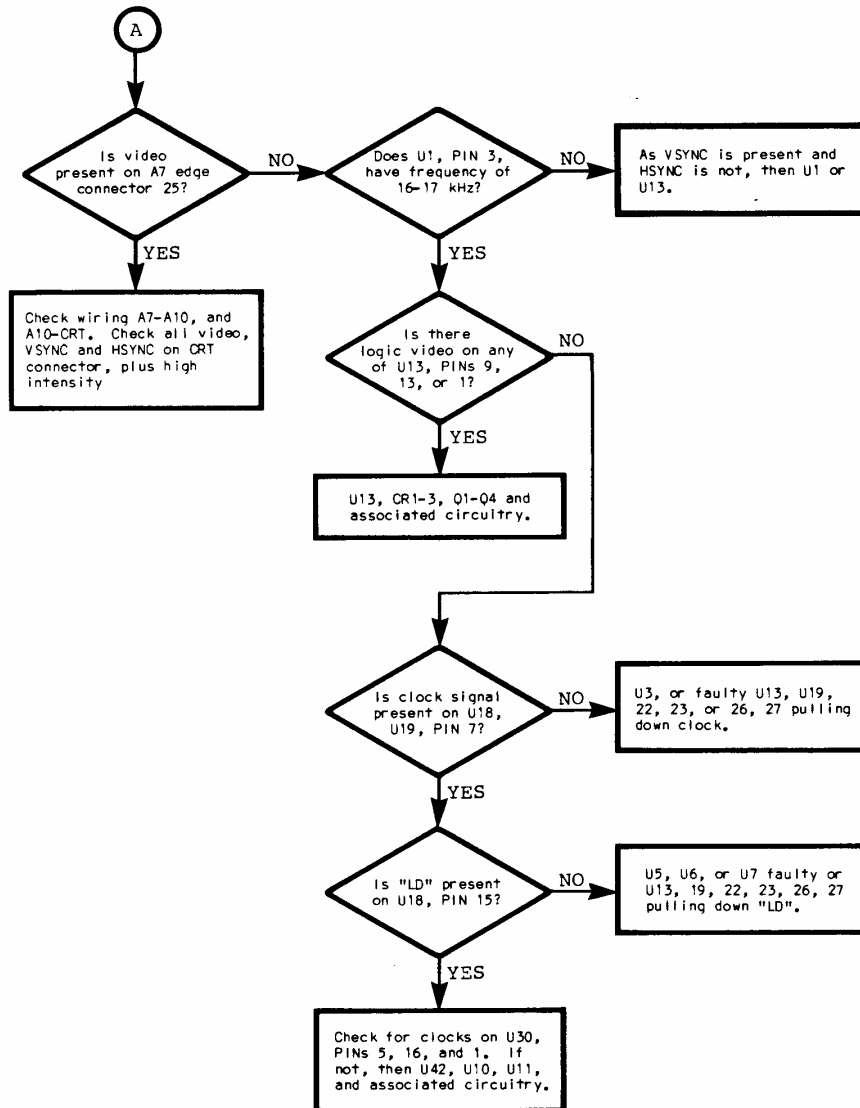 A
Is video
present on A7 edge
connector 25?
NO
Does U1, PIN 3,
have frequency of
16-17 kHz?
NO
As VSYNC is present and
HSYNC is not, then U1 or
U13.
YES
YES
Check wiring A7-A10, and
A10-CRT. Check all video,
VSYNC and HSYNC on CRT
connector, plus high
intensity
Is there
logic video on any
of U13, PINs 9,
13, or 1?
NO
YES
U13, CR1-3, Q1-Q4 and
associated circuitry.
Is clock signal
present on U18,
U19, PIN 7?
NO
U3, or faulty U13, U19,
22, 23, or 26, 27 pulling
down clock.
YES
Is "LD" present
on U18, PIN 15?
NO
U5, U6, or U7 faulty or
U13, 19, 22, 23, 26, 27
pulling down "LD".
YES
Check for clocks on U30,
PINs 5, 16, and 1. If
not, then U42, U10, U11,
and associated circuitry.